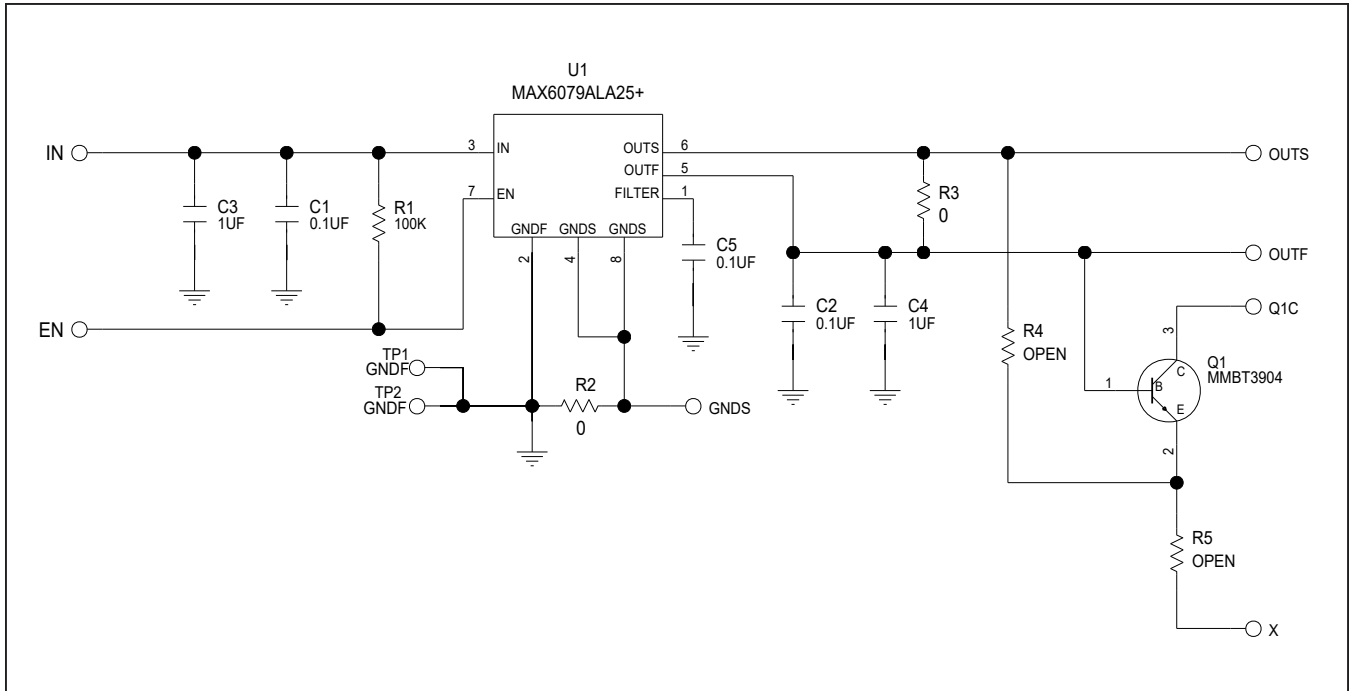 U1
MAX6079ALA25+
IN
3
IN
OUTS
6
OUTS
OUTF
5
7
EN
FILTER
1
C3
1UF
C1
0.1UF
R1
100K
R3
0
GNDF
GNDS
GNDS
2
4
8
C5
0.1UF
OUTF
C2
0.1UF
C4
1UF
Q1C
EN
R4
OPEN
3
TP1
GNDF
Q1
MMBT3904
1
B
C
E
TP2
GNDF
R2
0
GNDS
2
R5
OPEN
X